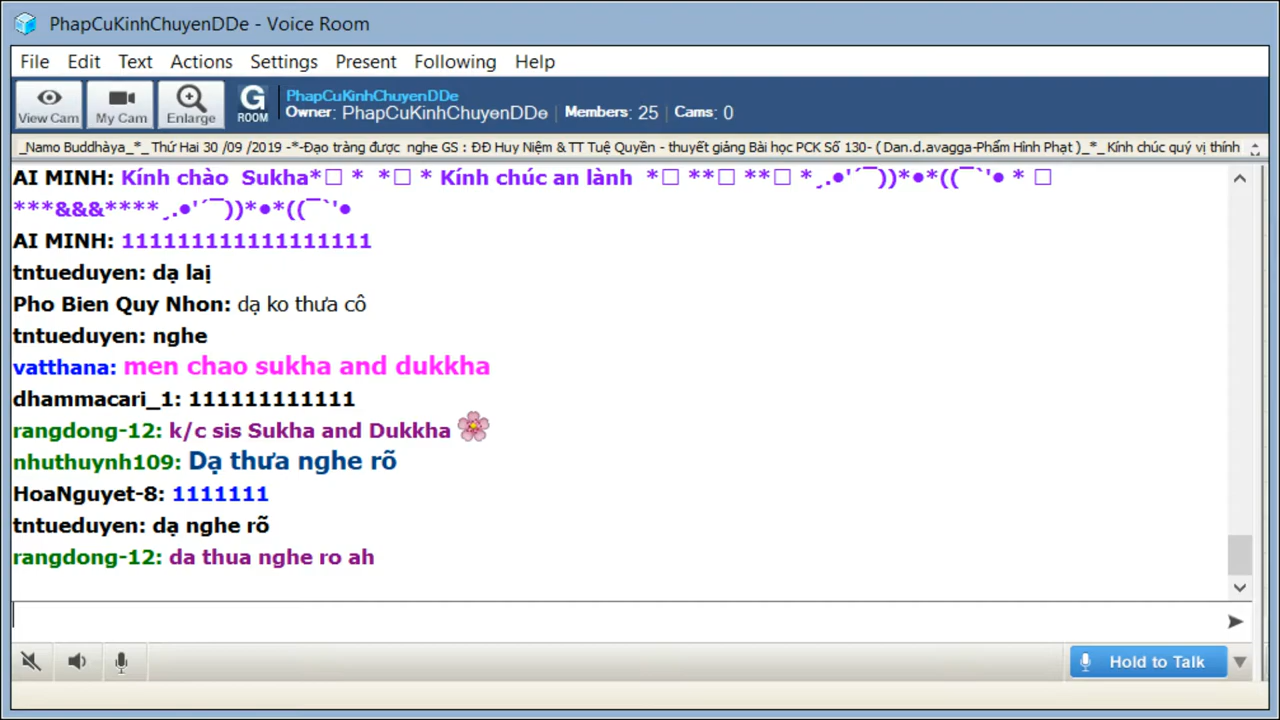 PhapCuKinhChuyenDDe - Voice Room
File Edit Text Actions Settings Present Following Help
View Cam My Cam Enlarge G ROOM PhapCuKinhChuyenDDe
Owner: PhapCuKinhChuyenDDe | Members: 25 | Cams: 0
_Namo Buddhàya_*_ Thứ Hai 30 /09 /2019 -*-Đạo tràng được nghe GS : ĐĐ Huy Niệm & TT Tuệ Quyền - thuyết giảng Bài học PCK Số 130- ( Dan.d.avagga-Phẩm Hình Phạt )_*_ Kính chúc quý vị thính
AI MINH: Kính chào Sukha*□ * *□ * Kính chúc an lành *□ **□ **□ *¸.•'´¯))*•*((¯`'• * □
***&&&****¸.•'´¯))*•*((¯`'•
AI MINH: 111111111111111111
tntueduyen: dạ laị
Pho Bien Quy Nhon: dạ ko thưa cô
tntueduyen: nghe
vatthana: men chao sukha and dukkha
dhammacari_1: 111111111111
rangdong-12: k/c sis Sukha and Dukkha 🌸
nhuthuynh109: Dạ thưa nghe rõ
HoaNguyet-8: 1111111
tntueduyen: dạ nghe rõ
rangdong-12: da thua nghe ro ah
Hold to Talk